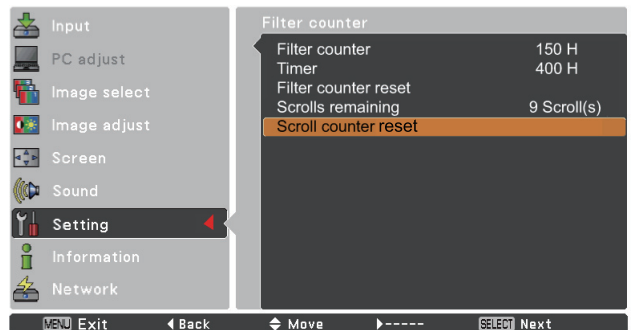 Input
PC adjust
Image select
Image adjust
Screen
Sound
Setting
Information
Network
Filter counter
Filter counter 150 H
Timer 400 H
Filter counter reset
Scrolls remaining 9 Scroll(s)
Scroll counter reset
MENU Exit Back Move ----- SELECT Next